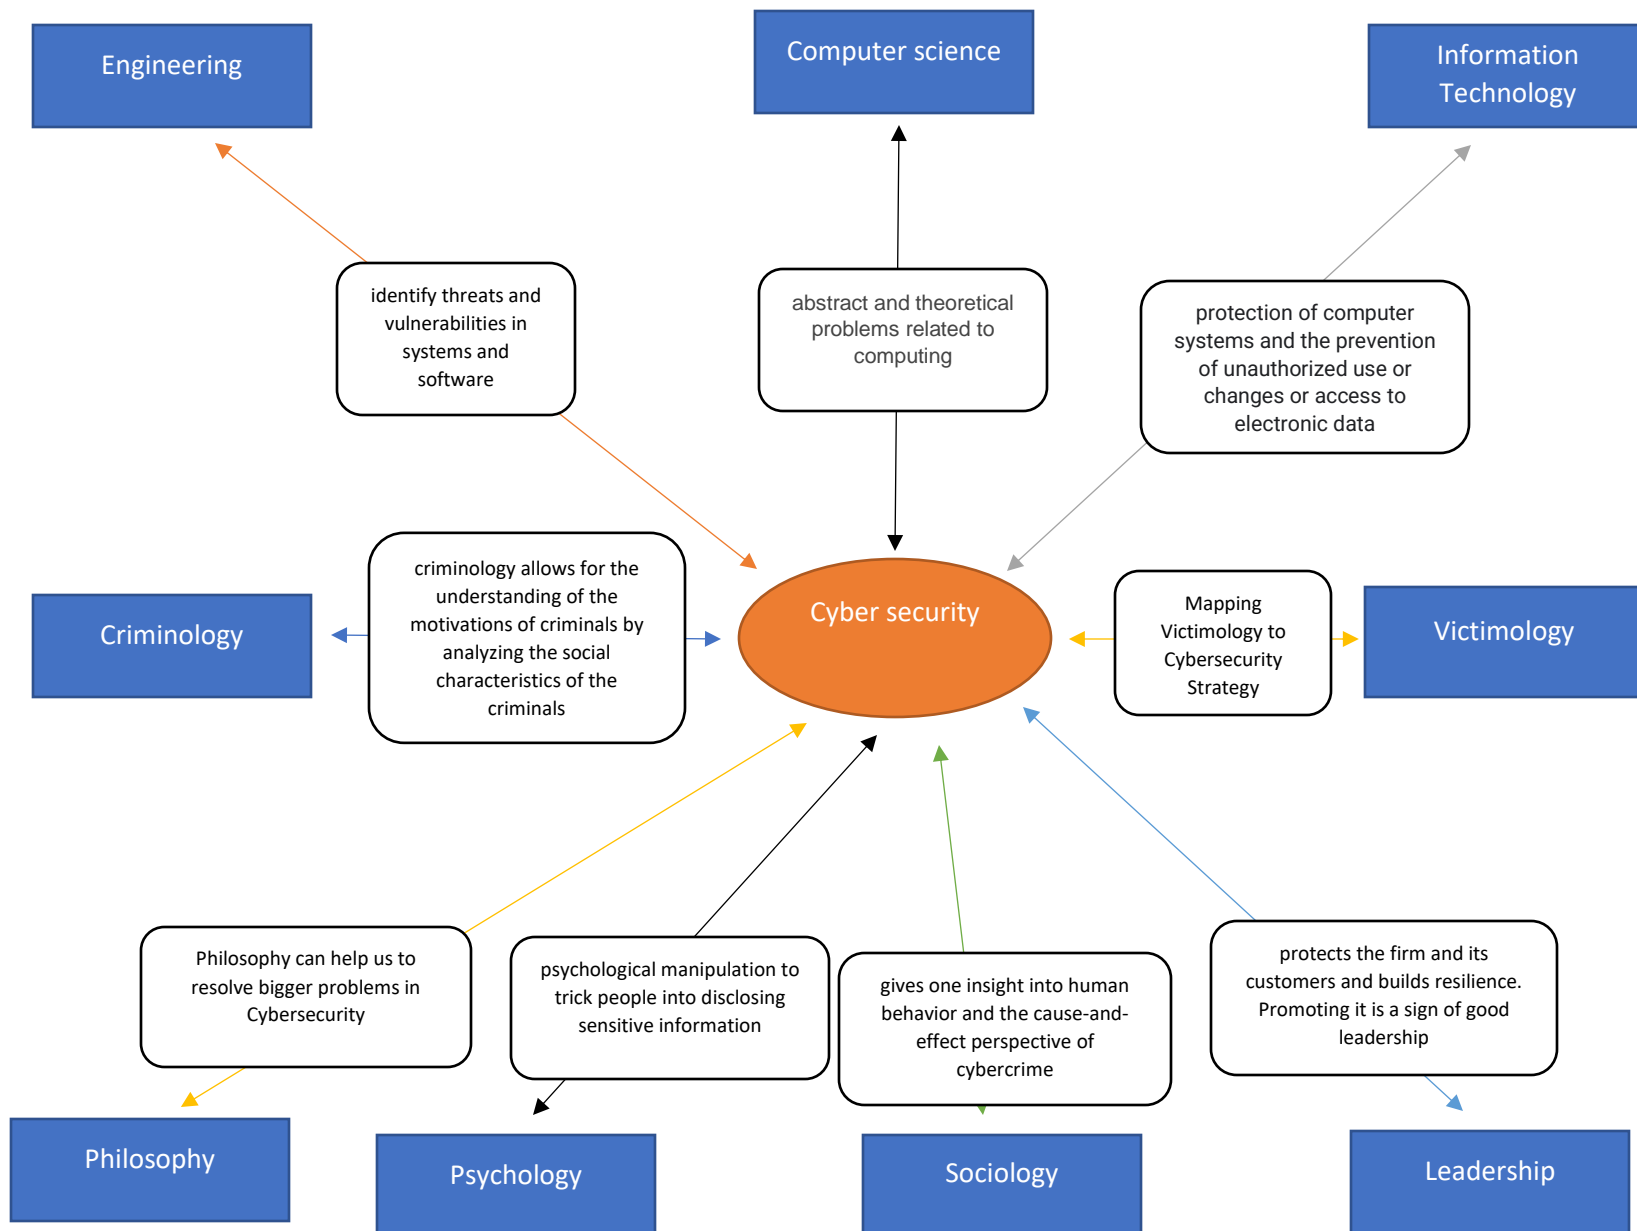 Engineering
Computer science
Information
Technology
identify threats and
vulnerabilities in
systems and
software
abstract and theoretical
problems related to
computing
protection of computer
systems and the prevention
of unauthorized use or
changes or access to
electronic data
Criminology
criminology allows for the
understanding of the
motivations of criminals by
analyzing the social
characteristics of the
criminals
Cyber security
Mapping
Victimology to
Cybersecurity
Strategy
Victimology
Philosophy can help us to
resolve bigger problems in
Cybersecurity
psychological manipulation to
trick people into disclosing
sensitive information
gives one insight into human
behavior and the cause-and-
effect perspective of
cybercrime
protects the firm and its
customers and builds resilience.
Promoting it is a sign of good
leadership
Philosophy
Psychology
Sociology
Leadership